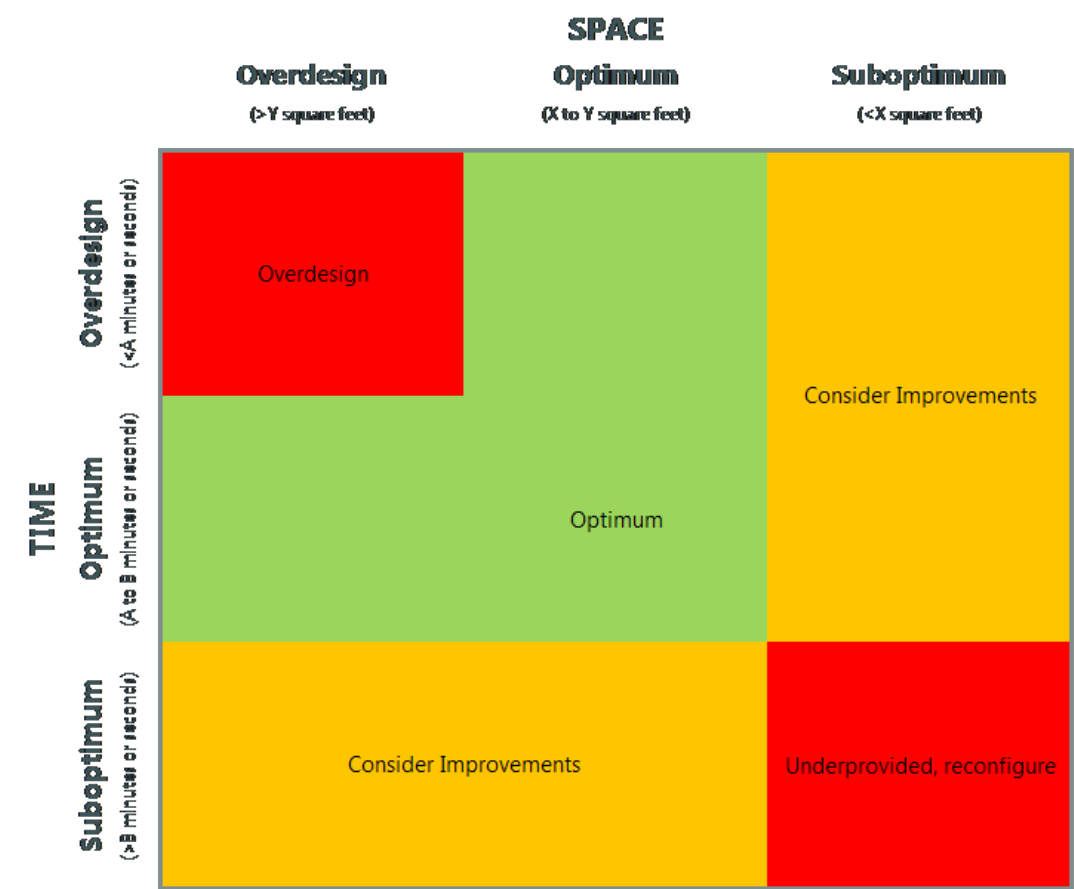 SPACE
Overdesign
(>Y square feet)
Optimum
(X to Y square feet)
Suboptimum
(<X square feet)
TIME
Overdesign
(<A minutes or seconds)
Optimum
(A to B minutes or seconds)
Suboptimum
(>B minutes or seconds)
Overdesign
Consider Improvements
Optimum
Consider Improvements
Underprovided, reconfigure